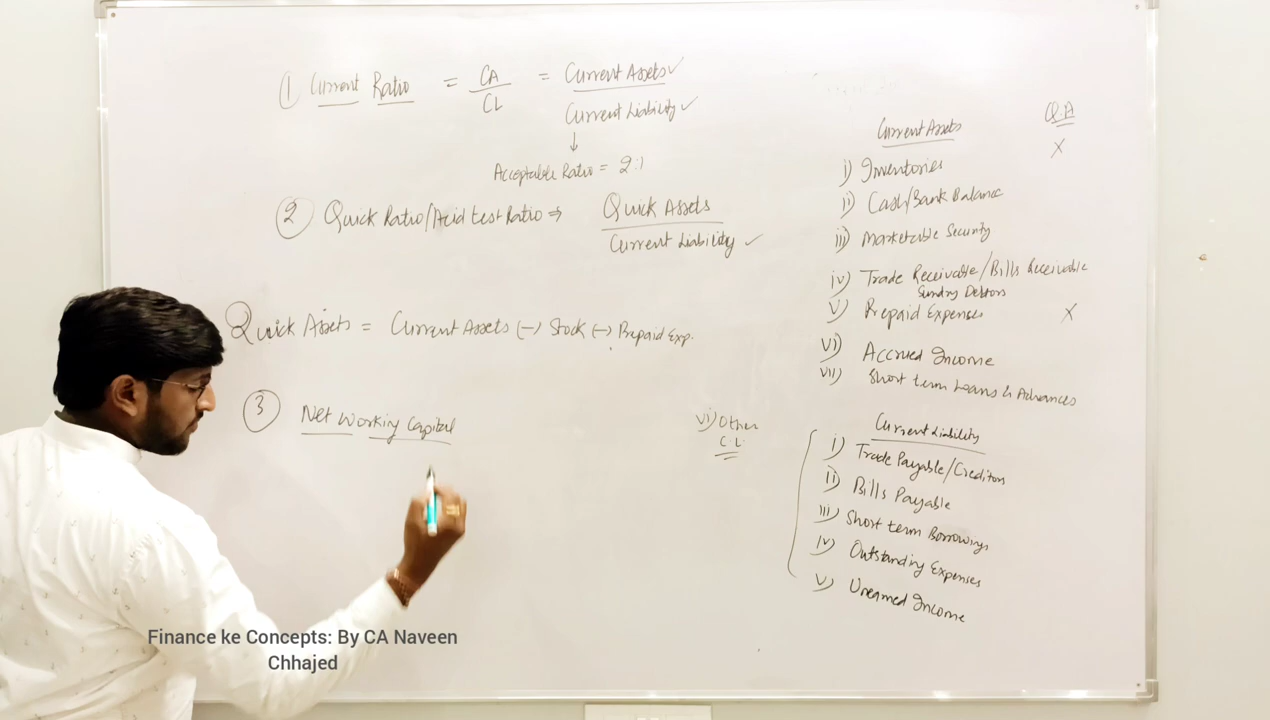 1 Current Ratio = CA / CL = Current Assets ✓ / Current Liability ✓
↓
Acceptable Ratio = 2:1
2 Quick Ratio/Acid test Ratio ⇒ Quick Assets / Current Liability ✓
Quick Assets = Current Assets (-) Stock (-) Prepaid Exp.
3 Net Working Capital
Current Assets
Q.A
i) Inventories X
ii) Cash/Bank Balance
iii) Marketable Security
iv) Trade Receivable/Bills Receivable
Sundry Debtors
v) Prepaid Expenses X
vi) Accrued Income
vii) Short term Loans & Advances
Current Liability
i) Trade Payable/Creditors
ii) Bills Payable
iii) Short term Borrowings
iv) Outstanding Expenses
v) Unearned Income
vi) Other
C.L.
Finance ke Concepts: By CA Naveen
Chhajed